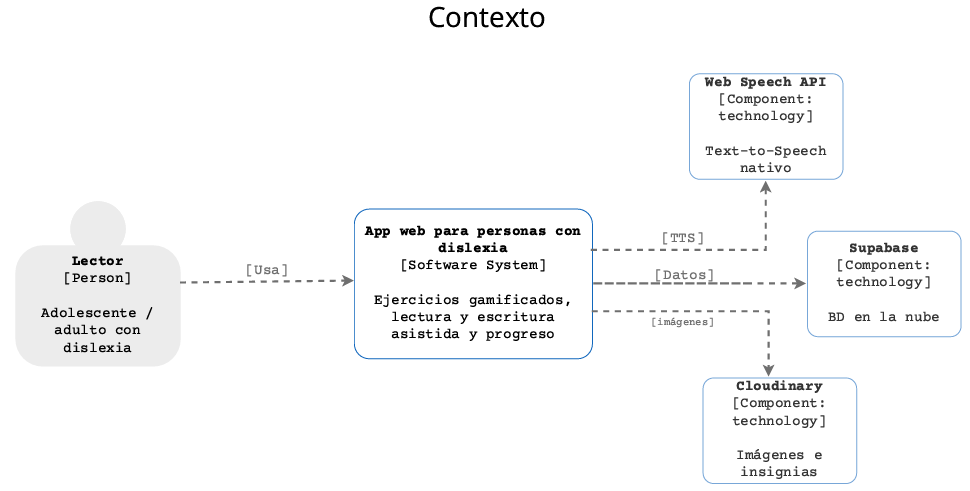 Contexto
Lector
[Person]
Adolescente /
adulto con
dislexia
[Usa]
App web para personas con
dislexia
[Software System]
Ejercicios gamificados,
lectura y escritura
asistida y progreso
[TTS]
[Datos]
[imágenes]
Web Speech API
[Component:
technology]
Text-to-Speech
nativo
Supabase
[Component:
technology]
BD en la nube
Cloudinary
[Component:
technology]
Imágenes e
insignias